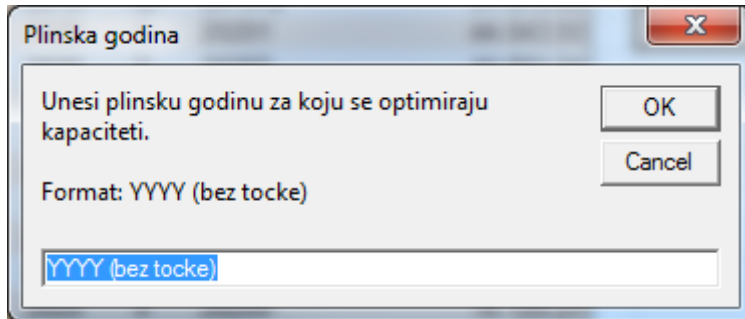 Plinska godina
Unesi plinsku godinu za koju se optimiraju
kapaciteti.
OK
Cancel
Format: YYYY (bez tocke)
YYYY (bez tocke)